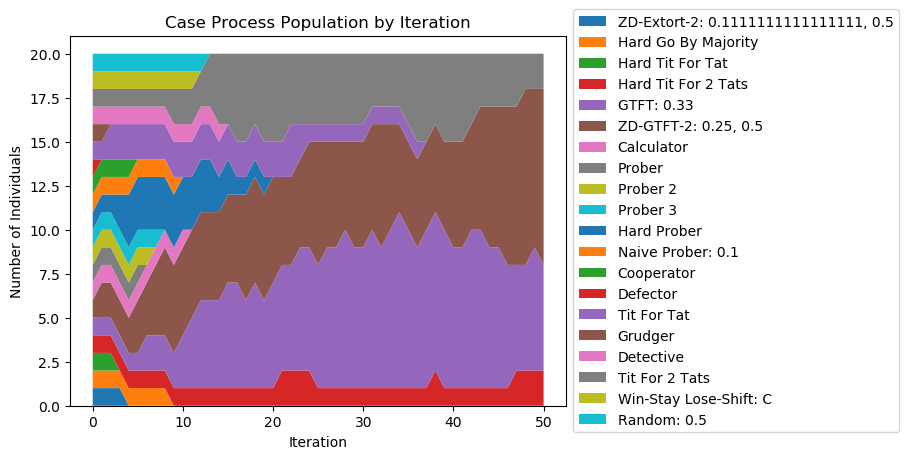 Case Process Population by Iteration
Number of Individuals
20.0
17.5
15.0
12.5
10.0
7.5
5.0
2.5
0.0
0 10 20 30 40 50
Iteration
ZD-Extort-2: 0.1111111111111111, 0.5
Hard Go By Majority
Hard Tit For Tat
Hard Tit For 2 Tats
GTFT: 0.33
ZD-GTFT-2: 0.25, 0.5
Calculator
Prober
Prober 2
Prober 3
Hard Prober
Naive Prober: 0.1
Cooperator
Defector
Tit For Tat
Grudger
Detective
Tit For 2 Tats
Win-Stay Lose-Shift: C
Random: 0.5